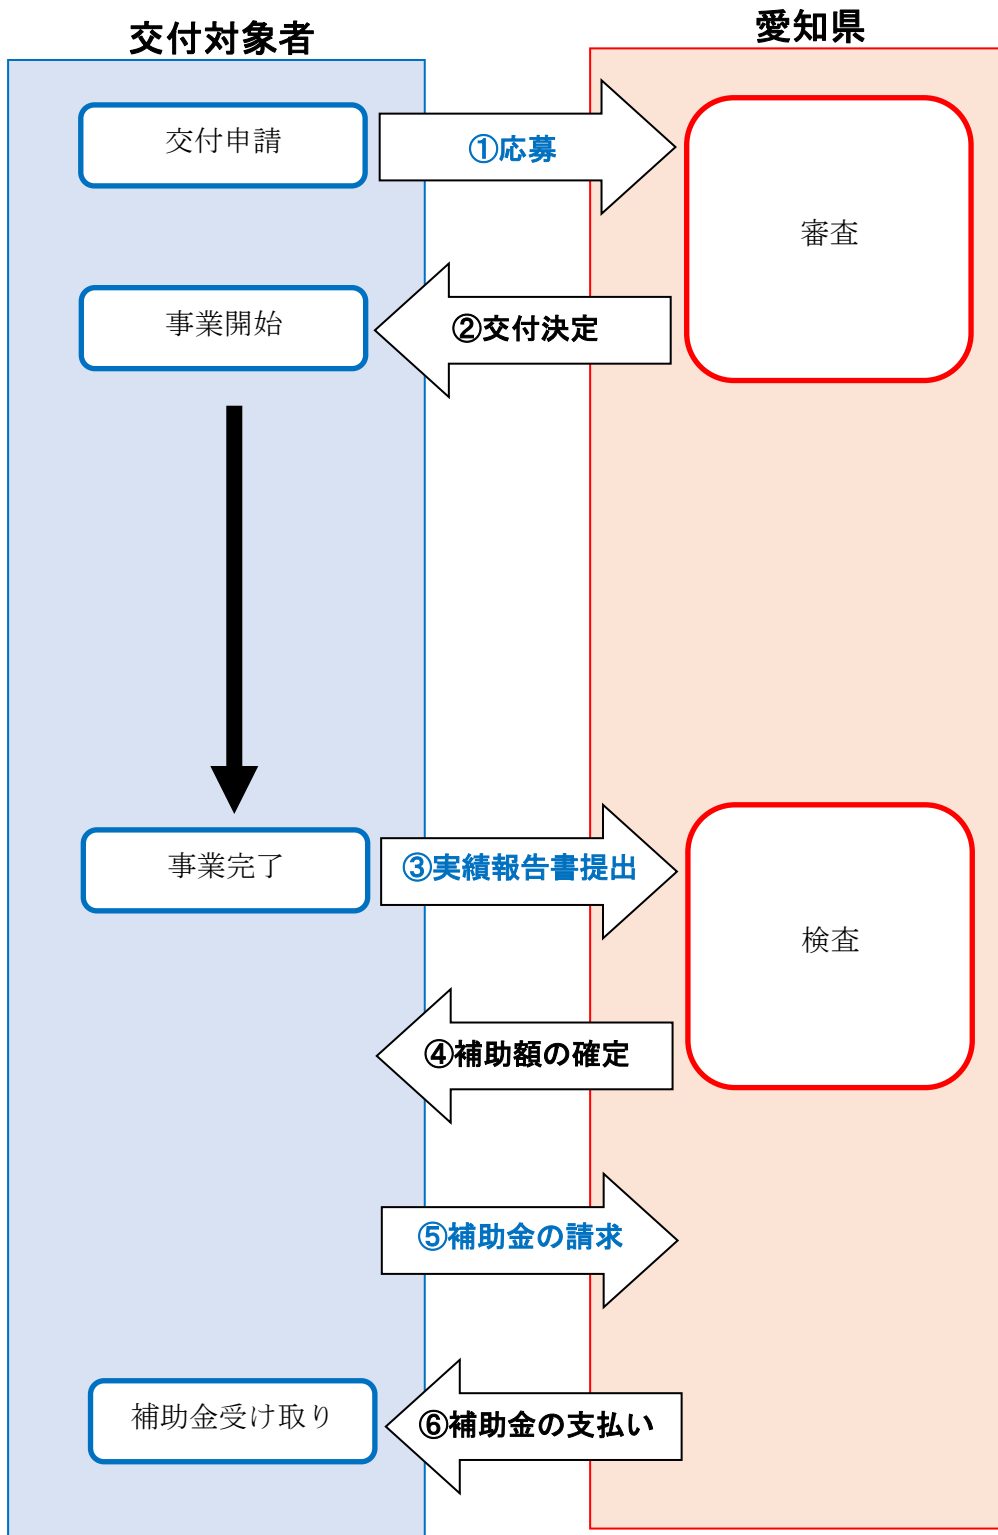 交付対象者
愛知県
交付申請
①応募
審査
事業開始
②交付決定
事業完了
③実績報告書提出
検査
④補助額の確定
⑤補助金の請求
補助金受け取り
⑥補助金の支払い